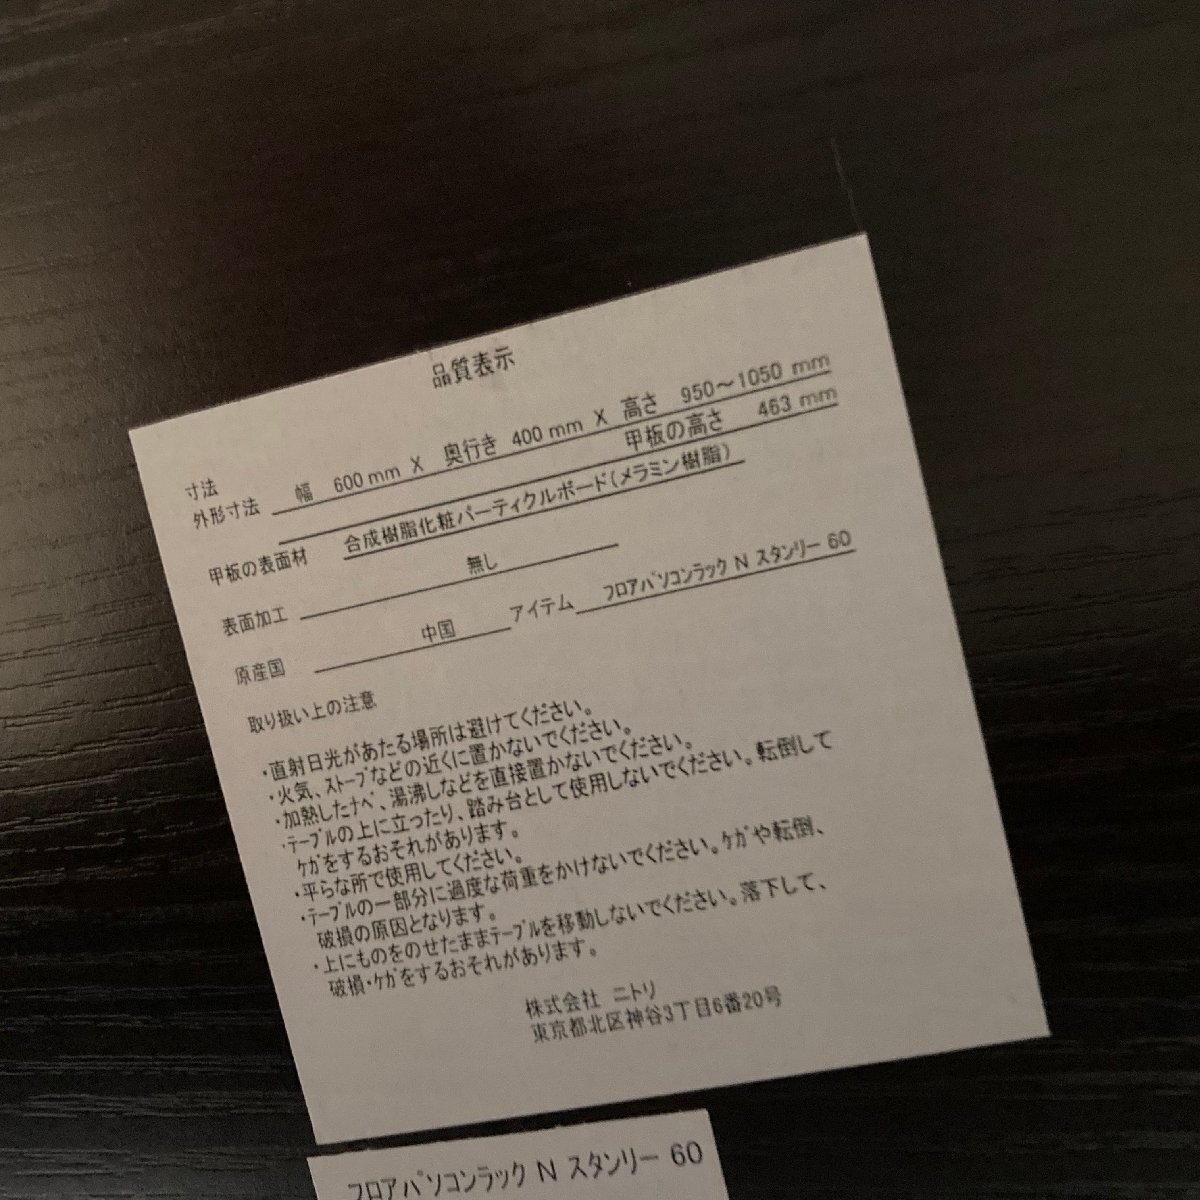 品質表示
寸法
外形寸法 幅 600 mm X 奥行き 400 mm X 高さ 950～1050 mm
甲板の高さ 463 mm
甲板の表面材 合成樹脂化粧パーティクルボード(メラミン樹脂)
表面加工 無し
原産国 中国 アイテム フロアパソコンラック N スタンリー 60
取り扱い上の注意
・直射日光があたる場所は避けてください。
・火気、ストーブなどの近くに置かないでください。
・加熱したナベ、湯沸しなどを直接置かないでください。
・テーブルの上に立ったり、踏み台として使用しないでください。転倒して
ケガをするおそれがあります。
・平らな所で使用してください。
・テーブルの一部分に過度な荷重をかけないでください。ケガや転倒、
破損の原因となります。
・上にものをのせたままテーブルを移動しないでください。落下して、
破損・ケガをするおそれがあります。
株式会社 ニトリ
東京都北区神谷3丁目6番20号
フロアパソコンラック N スタンリー 60